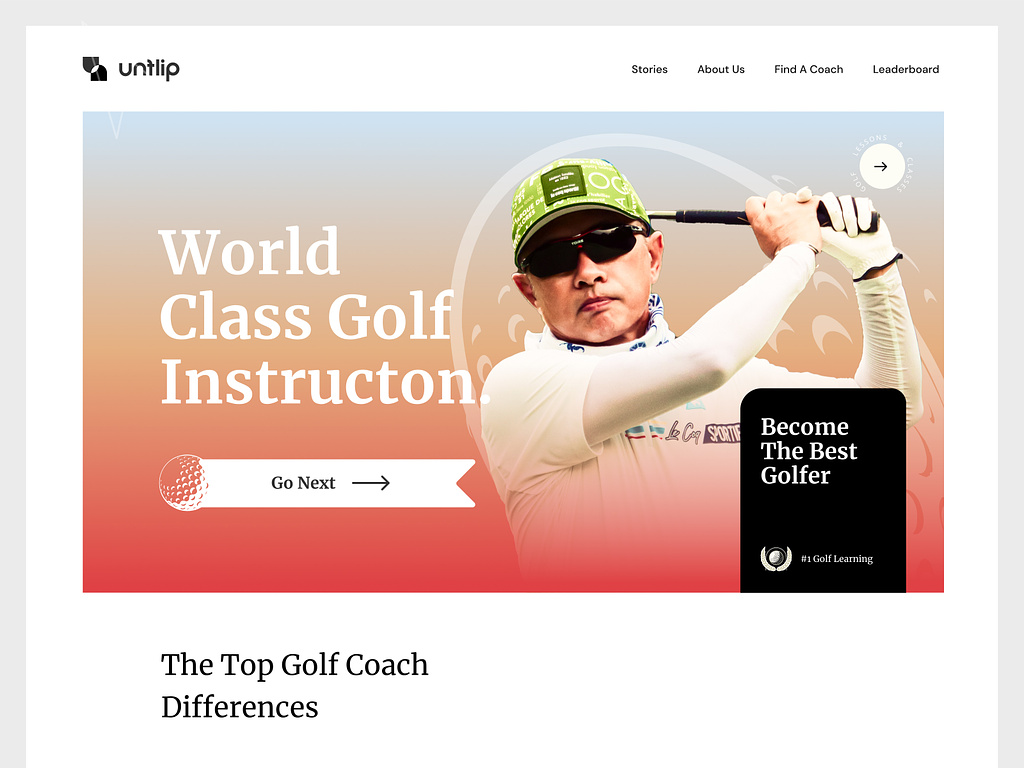 untlip
Stories
About Us
Find A Coach
Leaderboard
GOLF LESSONS & CLASSES
World
Class Golf
Instructon.
Go Next
Become
The Best
Golfer
#1 Golf Learning
The Top Golf Coach
Differences